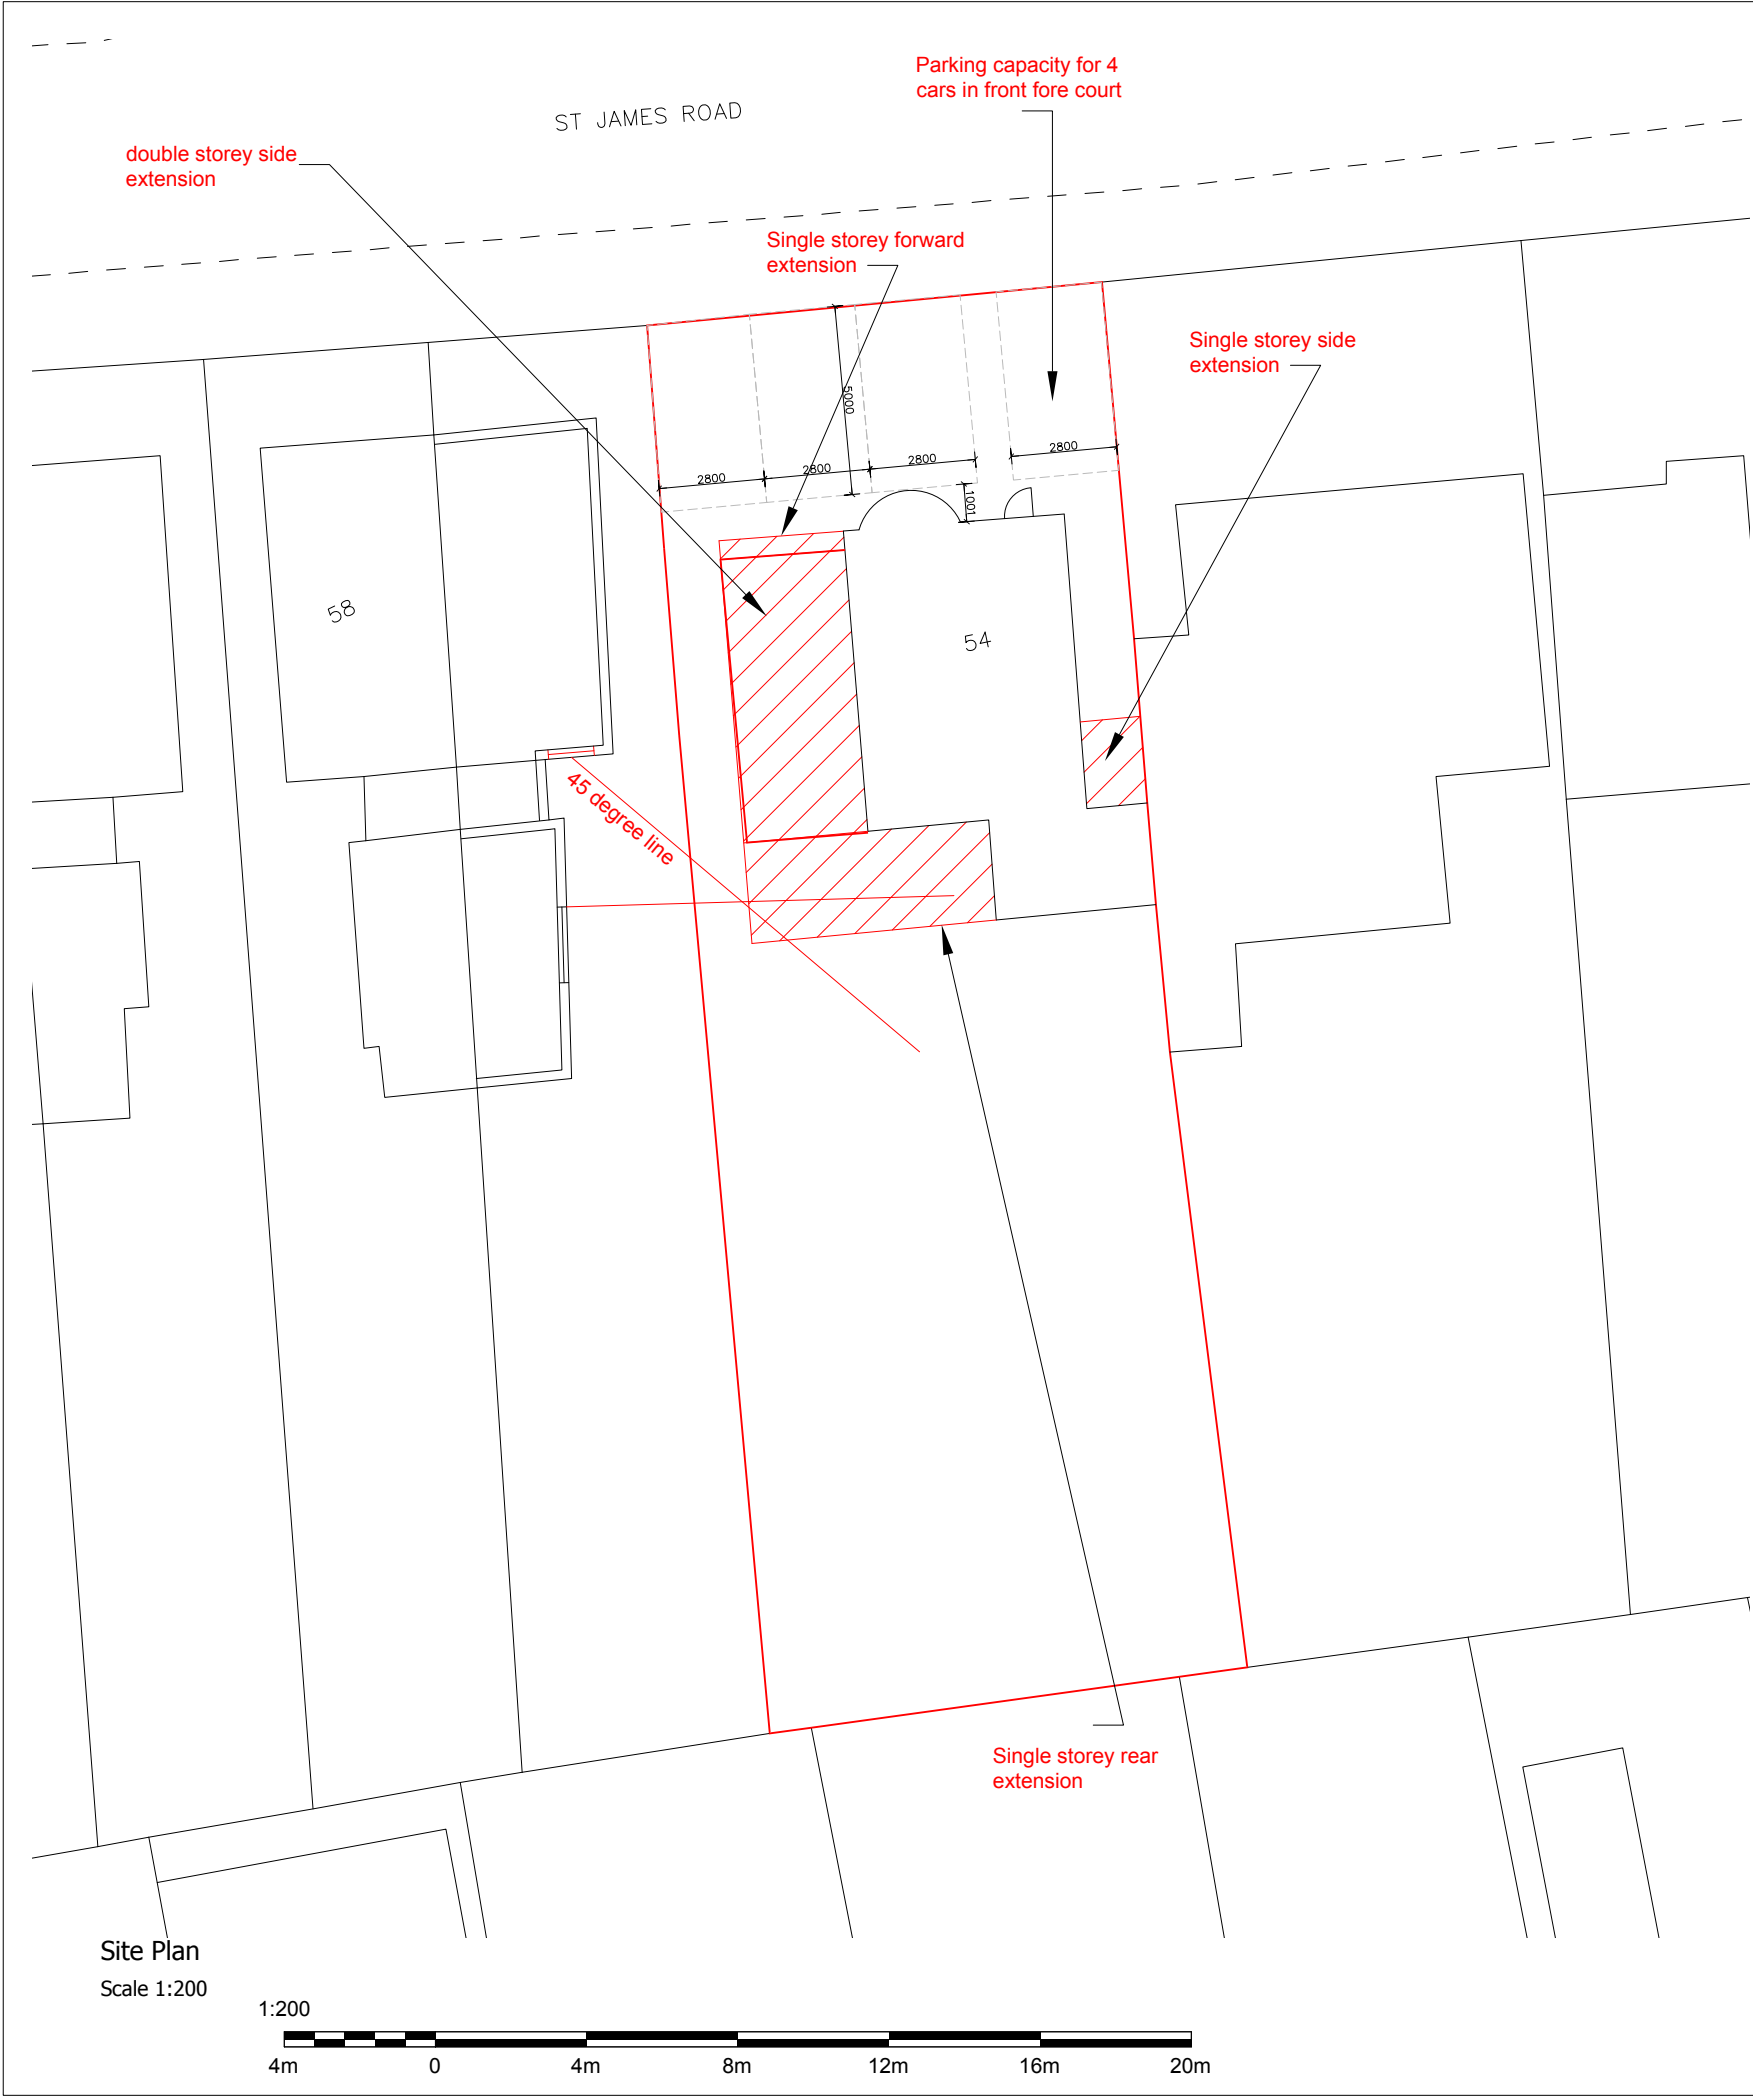 Parking capacity for 4
cars in front fore court
ST JAMES ROAD
double storey side
extension
Single storey forward
extension
Single storey side
extension
5000
2800
2800
2800
2800
1001
58
54
45 degree line
Single storey rear
extension
Site Plan
Scale 1:200
1:200
4m 0 4m 8m 12m 16m 20m